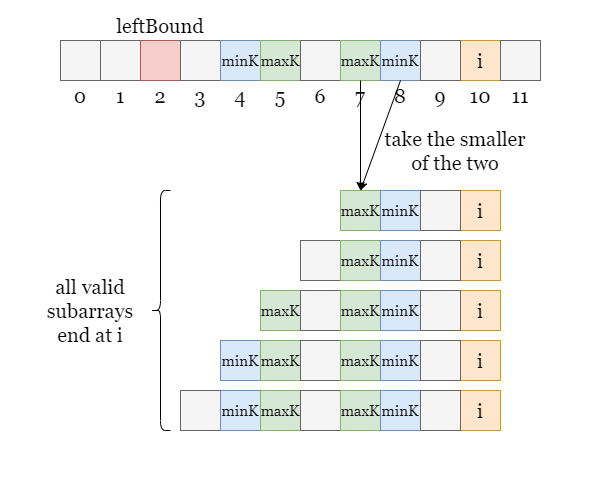 leftBound
minK maxK maxK minK i
0 1 2 3 4 5 6 7 8 9 10 11
take the smaller
of the two
maxK minK i
maxK minK i
all valid
subarrays
end at i
maxK maxK minK i
minK maxK maxK minK i
minK maxK maxK minK i